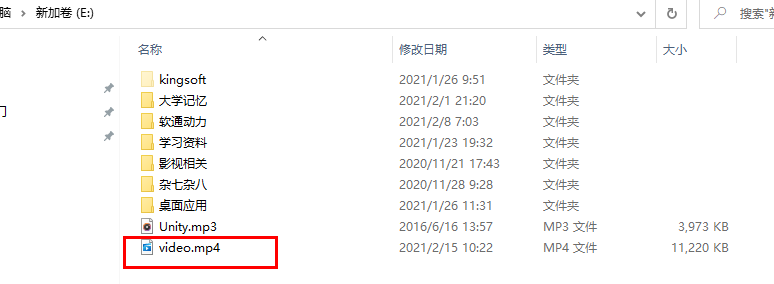 脑 新加卷 (E:) 搜索"新
名称 修改日期 类型 大小
kingsoft 2021/1/26 9:51 文件夹
大学记忆 2021/2/1 21:20 文件夹
软通动力 2021/2/8 7:03 文件夹
学习资料 2021/1/23 19:32 文件夹
影视相关 2020/11/21 17:43 文件夹
杂七杂八 2020/11/28 9:28 文件夹
桌面应用 2021/1/26 11:31 文件夹
Unity.mp3 2016/6/16 13:57 MP3 文件 3,973 KB
video.mp4 2021/2/15 10:22 MP4 文件 11,220 KB